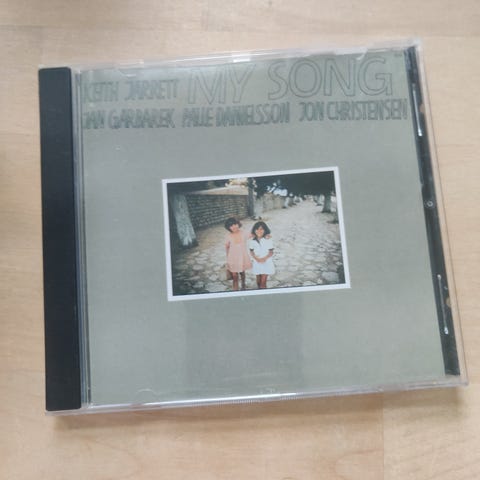 KEITH JARRETT MY SONG
JAN GARBAREK PALLE DANIELSSON JON CHRISTENSEN